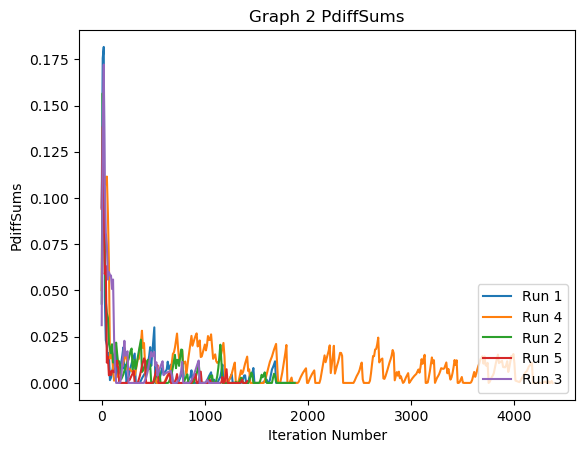 Graph 2 PdiffSums
PdiffSums
0.175
0.150
0.125
0.100
0.075
0.050
0.025
0.000
0
1000
2000
3000
4000
Iteration Number
Run 1
Run 4
Run 2
Run 5
Run 3